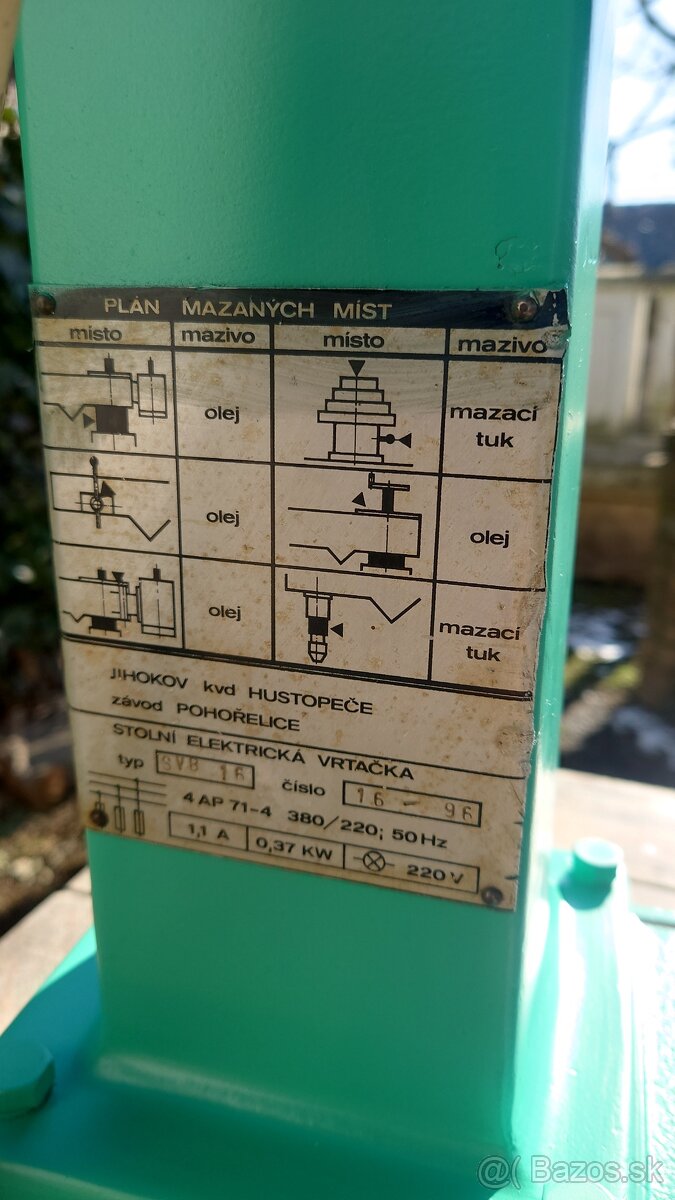 PLÁN MAZANÝCH MÍST
místo mazivo místo mazivo
olej mazací tuk
olej olej
olej mazací tuk
JIHOKOV kvd HUSTOPEČE
závod POHOŘELICE
STOLNÍ ELEKTRICKÁ VRTAČKA
typ SVB 16 číslo 16 - 96
4 AP 71-4 380/220; 50Hz
1,1 A 0,37 KW 220 V
@( Bazos.sk